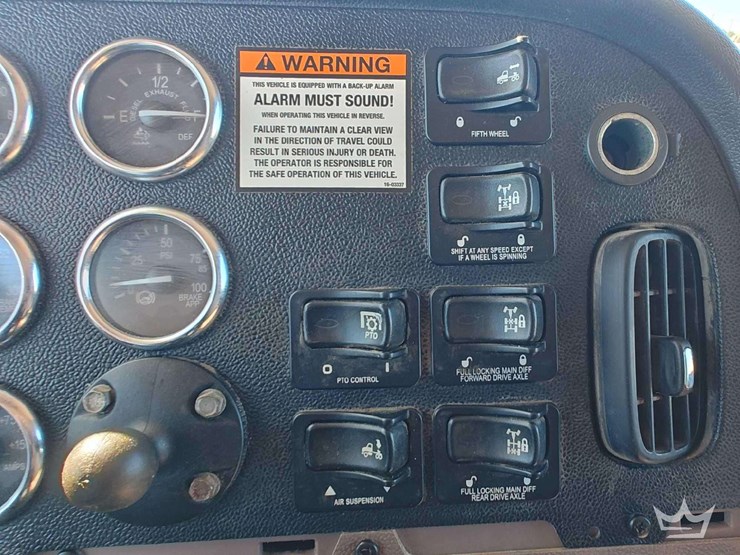 1/2
DIESEL EXHAUST FLUID
E
F
DEF
WARNING
THIS VEHICLE IS EQUIPPED WITH A BACK-UP ALARM
ALARM MUST SOUND!
WHEN OPERATING THIS VEHICLE IN REVERSE.
FAILURE TO MAINTAIN A CLEAR VIEW
IN THE DIRECTION OF TRAVEL COULD
RESULT IN SERIOUS INJURY OR DEATH.
THE OPERATOR IS RESPONSIBLE FOR
THE SAFE OPERATION OF THIS VEHICLE.
16-03037
FIFTH WHEEL
SHIFT AT ANY SPEED EXCEPT
IF A WHEEL IS SPINNING
25
50
75
100
BRAKE
APP
PTO
O
I
PTO CONTROL
FULL LOCKING MAIN DIFF
FORWARD DRIVE AXLE
AIR SUSPENSION
FULL LOCKING MAIN DIFF
REAR DRIVE AXLE
+15